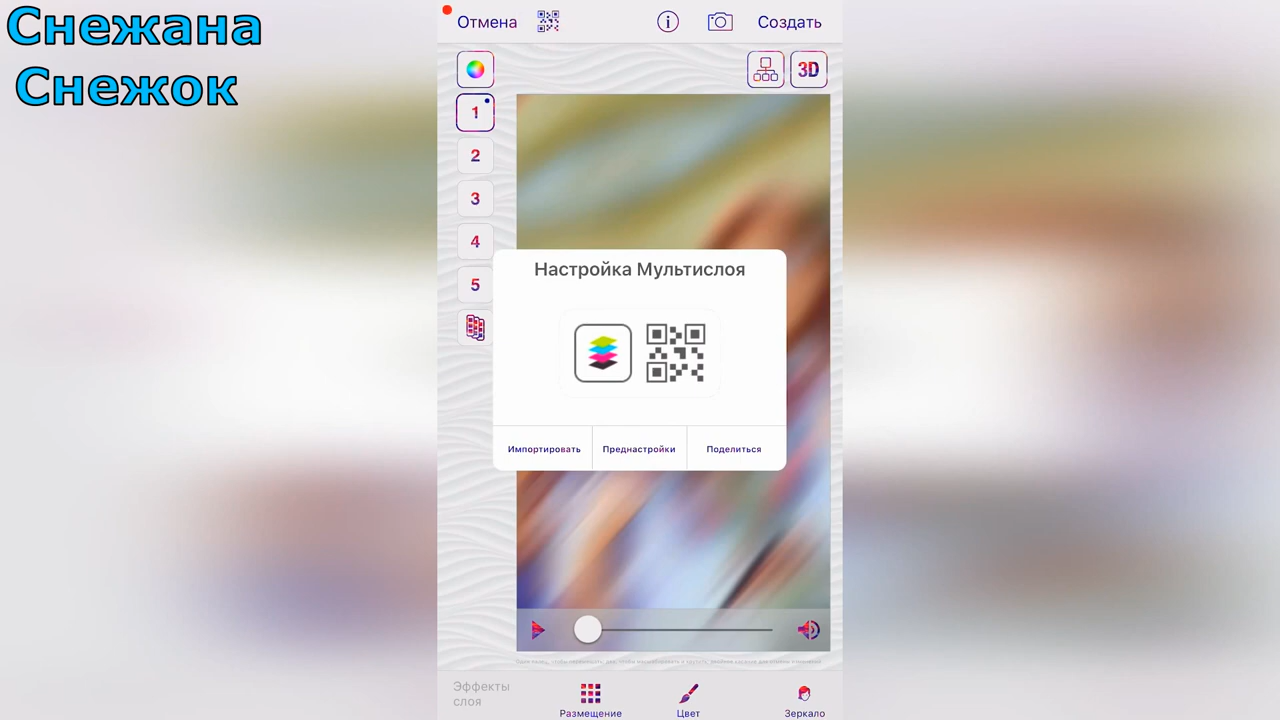 Снежана
Снежок
Отмена
Создать
3D
1
2
3
4
5
Настройка Мультислоя
Импортировать
Преднастройки
Поделиться
Эффекты
слоя
Размещение
Цвет
Зеркало